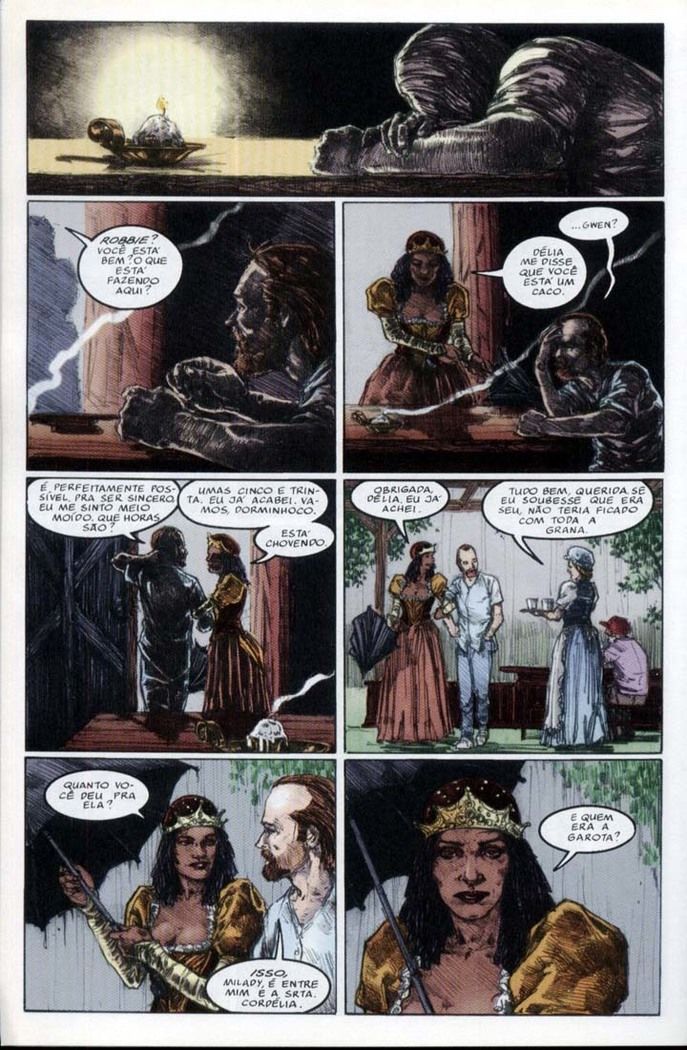 ROBBIE?
VOCÊ ESTÁ
BEM? O QUE
ESTÁ
FAZENDO
AQUI?
...GWEN?
DÉLIA
ME DISSE
QUE VOCÊ
ESTÁ UM
CACO.
É PERFEITAMENTE POS-
SÍVEL. PRA SER SINCERO
EU ME SINTO MEIO
MOÍDO. QUE HORAS
SÃO?
UMAS CINCO E TRIN-
TA. EU JÁ ACABEI. VA-
MOS, DORMINHOCO.
ESTÁ
CHOVENDO.
OBRIGADA,
DÉLIA. EU JÁ
ACHEI.
TUDO BEM, QUERIDA. SE
EU SOUBESSE QUE ERA
SEU, NÃO TERIA FICADO
COM TODA A
GRANA.
QUANTO VO-
CÊ DEU PRA
ELA?
ISSO,
MILADY, É ENTRE
MIM E A SRTA.
CORDÉLIA.
E QUEM
ERA A
GAROTA?